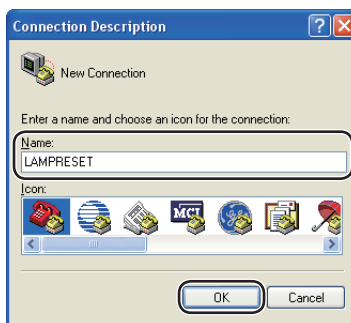 Connection Description
New Connection
Enter a name and choose an icon for the connection:
Name:
LAMPRESET
Icon:
MCI
OK
Cancel